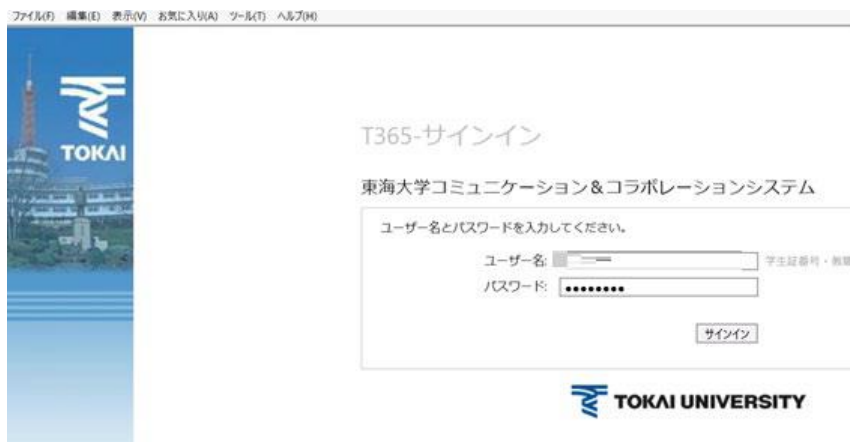 ファイル(F) 編集(E) 表示(V) お気に入り(A) ツール(T) ヘルプ(H)
TOKAI
T365-サインイン
東海大学コミュニケーション&コラボレーションシステム
ユーザー名とパスワードを入力してください。
ユーザー名: 学生証番号・教職
パスワード: ●●●●●●●●
サインイン
TOKAI UNIVERSITY